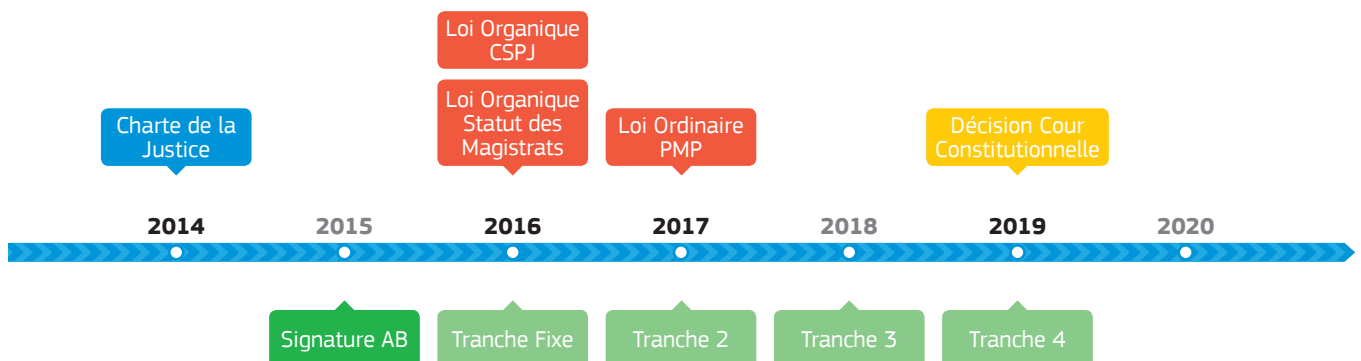 Loi Organique
CSPJ
Charte de la
Justice
Loi Organique
Statut des
Magistrats
Loi Ordinaire
PMP
Décision Cour
Constitutionnelle
2014
2015
2016
2017
2018
2019
2020
Signature AB
Tranche Fixe
Tranche 2
Tranche 3
Tranche 4